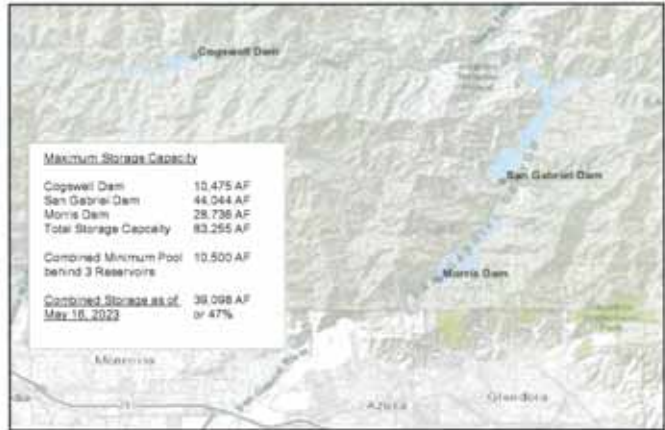 Cogswell Dam
San Gabriel Dam
Morris Dam
Maximum Storage Capacity
Cogswell Dam 10,475 AF
San Gabriel Dam 44,044 AF
Morris Dam 28,736 AF
Total Storage Capcaity 83,255 AF
Combined Minimum Pool 10,500 AF
behind 3 Reservoirs
Combined Storage as of 39,098 AF
May 16, 2023 or 47%
Monrovia
Azusa
Glendora